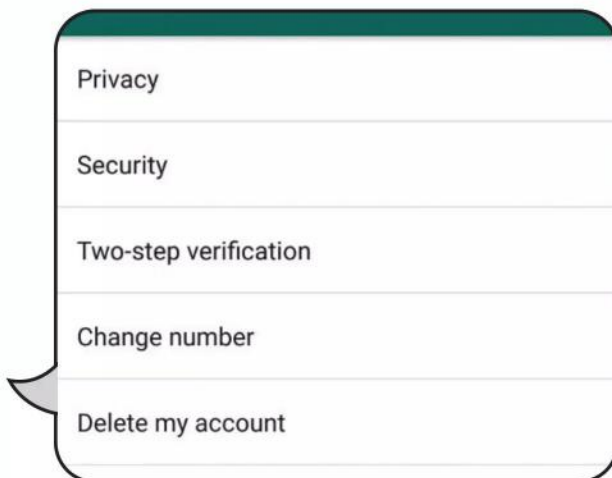 Privacy
Security
Two-step verification
Change number
Delete my account